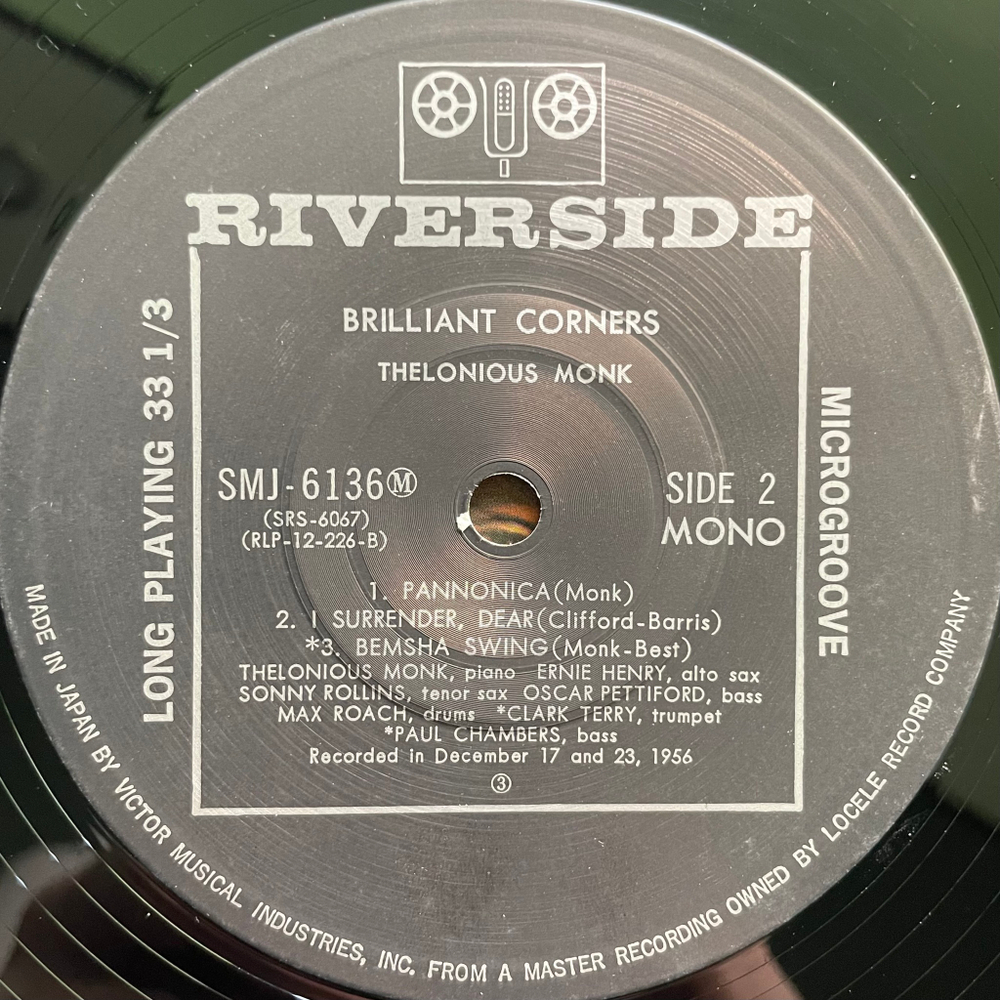 RIVERSIDE
BRILLIANT CORNERS
THELONIOUS MONK
LONG PLAYING 33 1/3
MICROGROOVE
SMJ-6136Ⓜ
(SRS-6067)
(RLP-12-226-B)
SIDE 2
MONO
1. PANNONICA(Monk)
2. I SURRENDER, DEAR(Clifford-Barris)
*3. BEMSHA SWING(Monk-Best)
THELONIOUS MONK, piano ERNIE HENRY, alto sax
SONNY ROLLINS, tenor sax OSCAR PETTIFORD, bass
MAX ROACH, drums *CLARK TERRY, trumpet
*PAUL CHAMBERS, bass
Recorded in December 17 and 23, 1956
③
MADE IN JAPAN BY VICTOR MUSICAL INDUSTRIES, INC. FROM A MASTER RECORDING OWNED BY LOCELE RECORD COMPANY